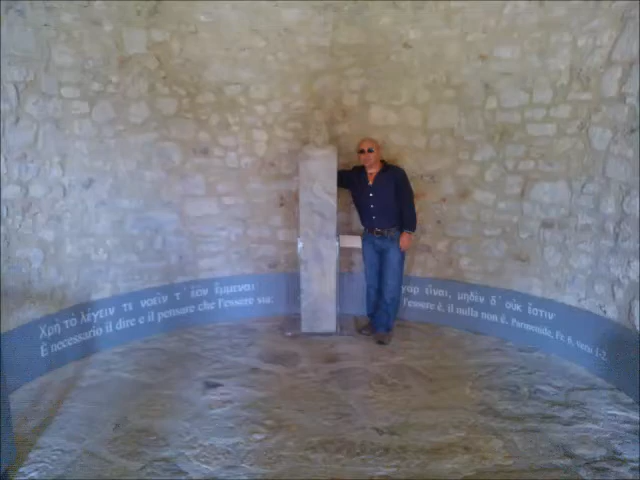 Χρὴ τὸ λέγειν τε νοεῖν τ᾽ ἐὸν ἔμμεναι
È necessario il dire e il pensare che l'essere sia:
γὰρ εἶναι, μηδὲν δ᾽ οὐκ ἔστιν
l'essere è, il nulla non è. Parmenide, Fr. 6, versi 1-2.